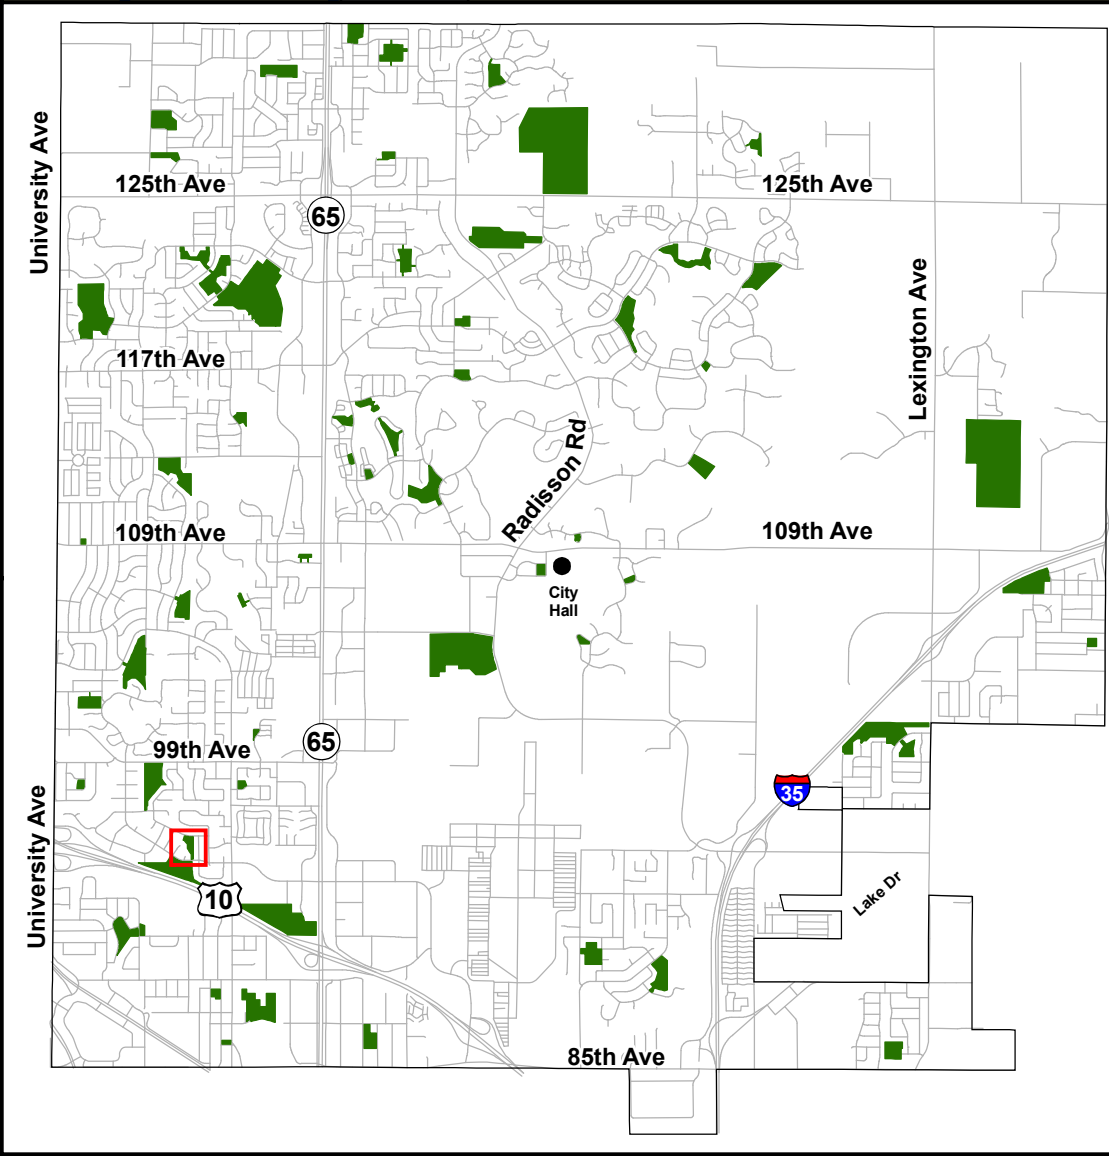 University Ave
125th Ave
125th Ave
65
Lexington Ave
117th Ave
Radisson Rd
109th Ave
109th Ave
City
Hall
99th Ave
65
35
University Ave
10
Lake Dr
85th Ave